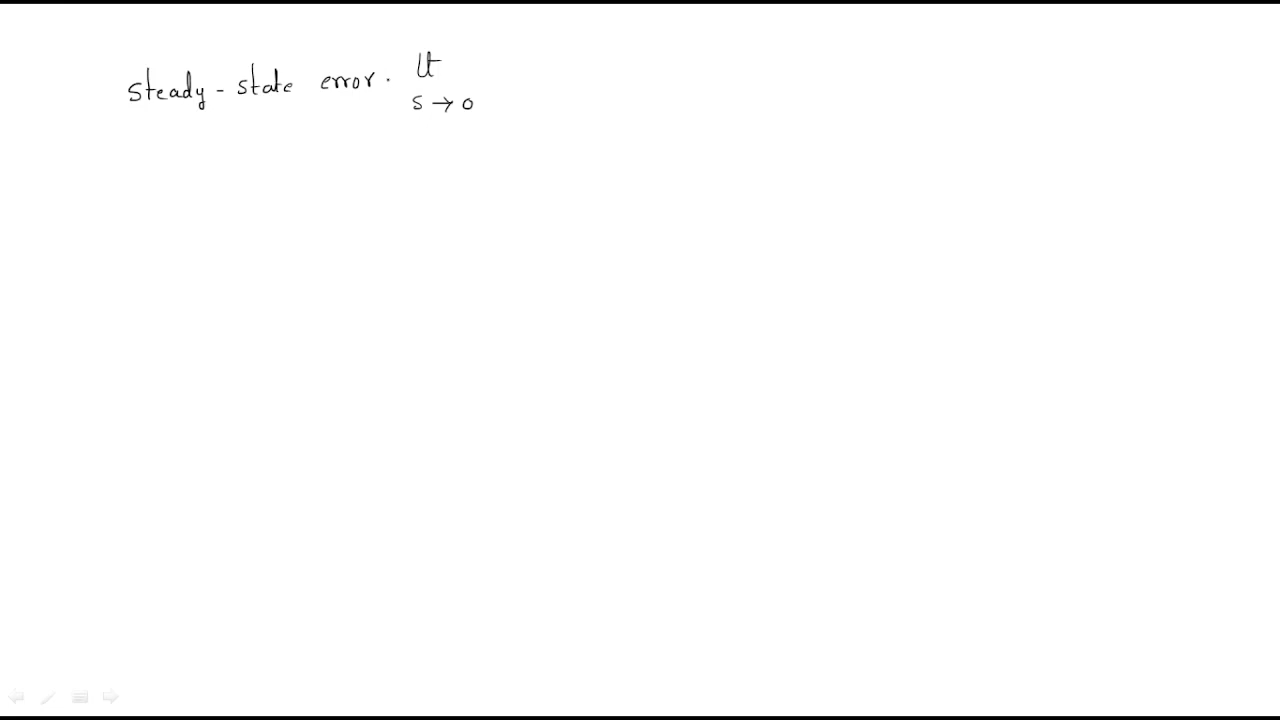 Steady-state error. lt
s → 0